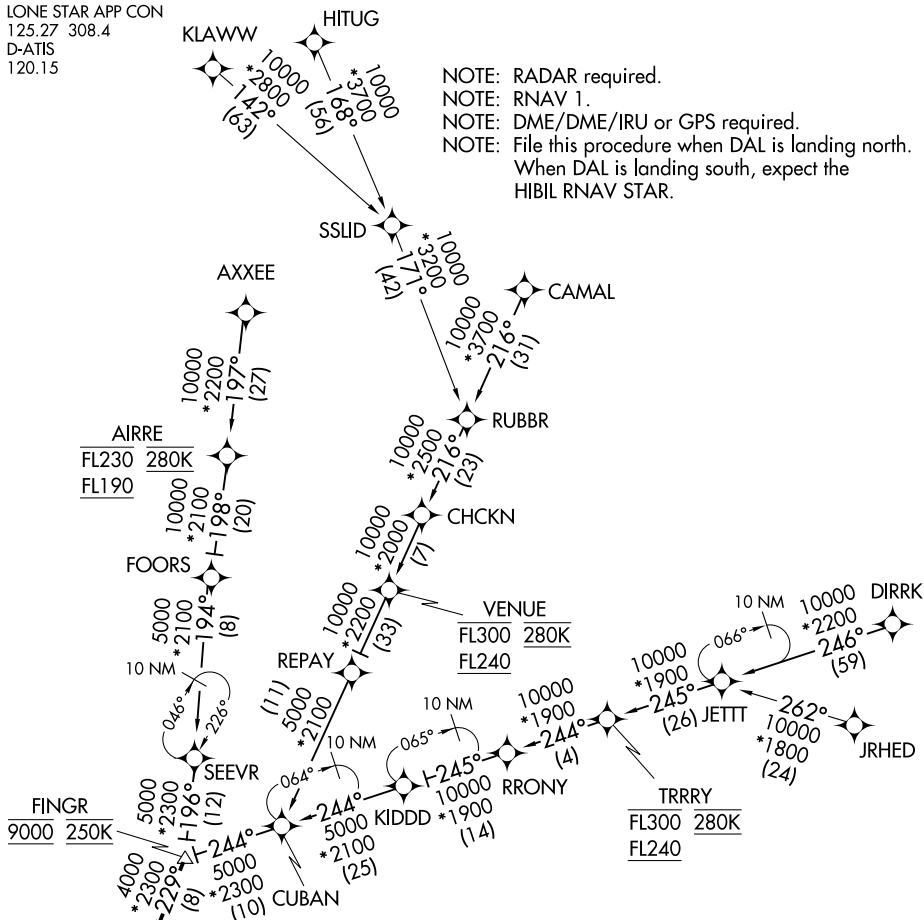 LONE STAR APP CON
125.27 308.4
D-ATIS
120.15
KLAWW
HITUG
10000
*2800
142°
(63)
10000
*3700
168°
(56)
NOTE: RADAR required.
NOTE: RNAV 1.
NOTE: DME/DME/IRU or GPS required.
NOTE: File this procedure when DAL is landing north.
When DAL is landing south, expect the
HIBIL RNAV STAR.
SSLID
10000
*3200
171°
(42)
AXXEE
CAMAL
10000
*2200
197°
(27)
10000
*3700
216°
(31)
AIRRE
FL230 280K
FL190
RUBBR
10000
*2500
216°
(23)
10000
*2100
198°
(20)
CHCKN
10000
*2000
(7)
FOORS
VENUE
FL300 280K
FL240
10000
*2200
(33)
5000
*2100
194°
(8)
10 NM
046°
226°
REPAY
(11)
5000
*2100
DIRRK
10 NM
066°
10000
*2200
246°
(59)
10000
*1900
245°
(26)
JETTT
262°
10000
*1800
(24)
JRHED
10000
*1900
244°
(4)
TRRRY
FL300 280K
FL240
RRONY
10 NM
065°
245°
10000
*1900
(14)
KIDDD
10 NM
064°
244°
5000
*2100
(25)
SEEVR
5000
*2300
196°
(12)
FINGR
9000 250K
244°
5000
*2300
(10)
CUBAN
4000
*2300
229°
(8)